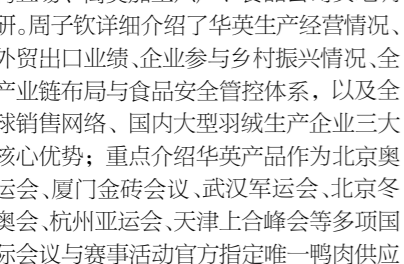 研。周子钦详细介绍了华英生产经营情况、
外贸出口业绩、企业参与乡村振兴情况、全
产业链布局与食品安全管控体系，以及全
球销售网络、国内大型羽绒生产企业三大
核心优势；重点介绍华英产品作为北京奥
运会、厦门金砖会议、武汉军运会、北京冬
奥会、杭州亚运会、天津上合峰会等多项国
际会议与赛事活动官方指定唯一鸭肉供应